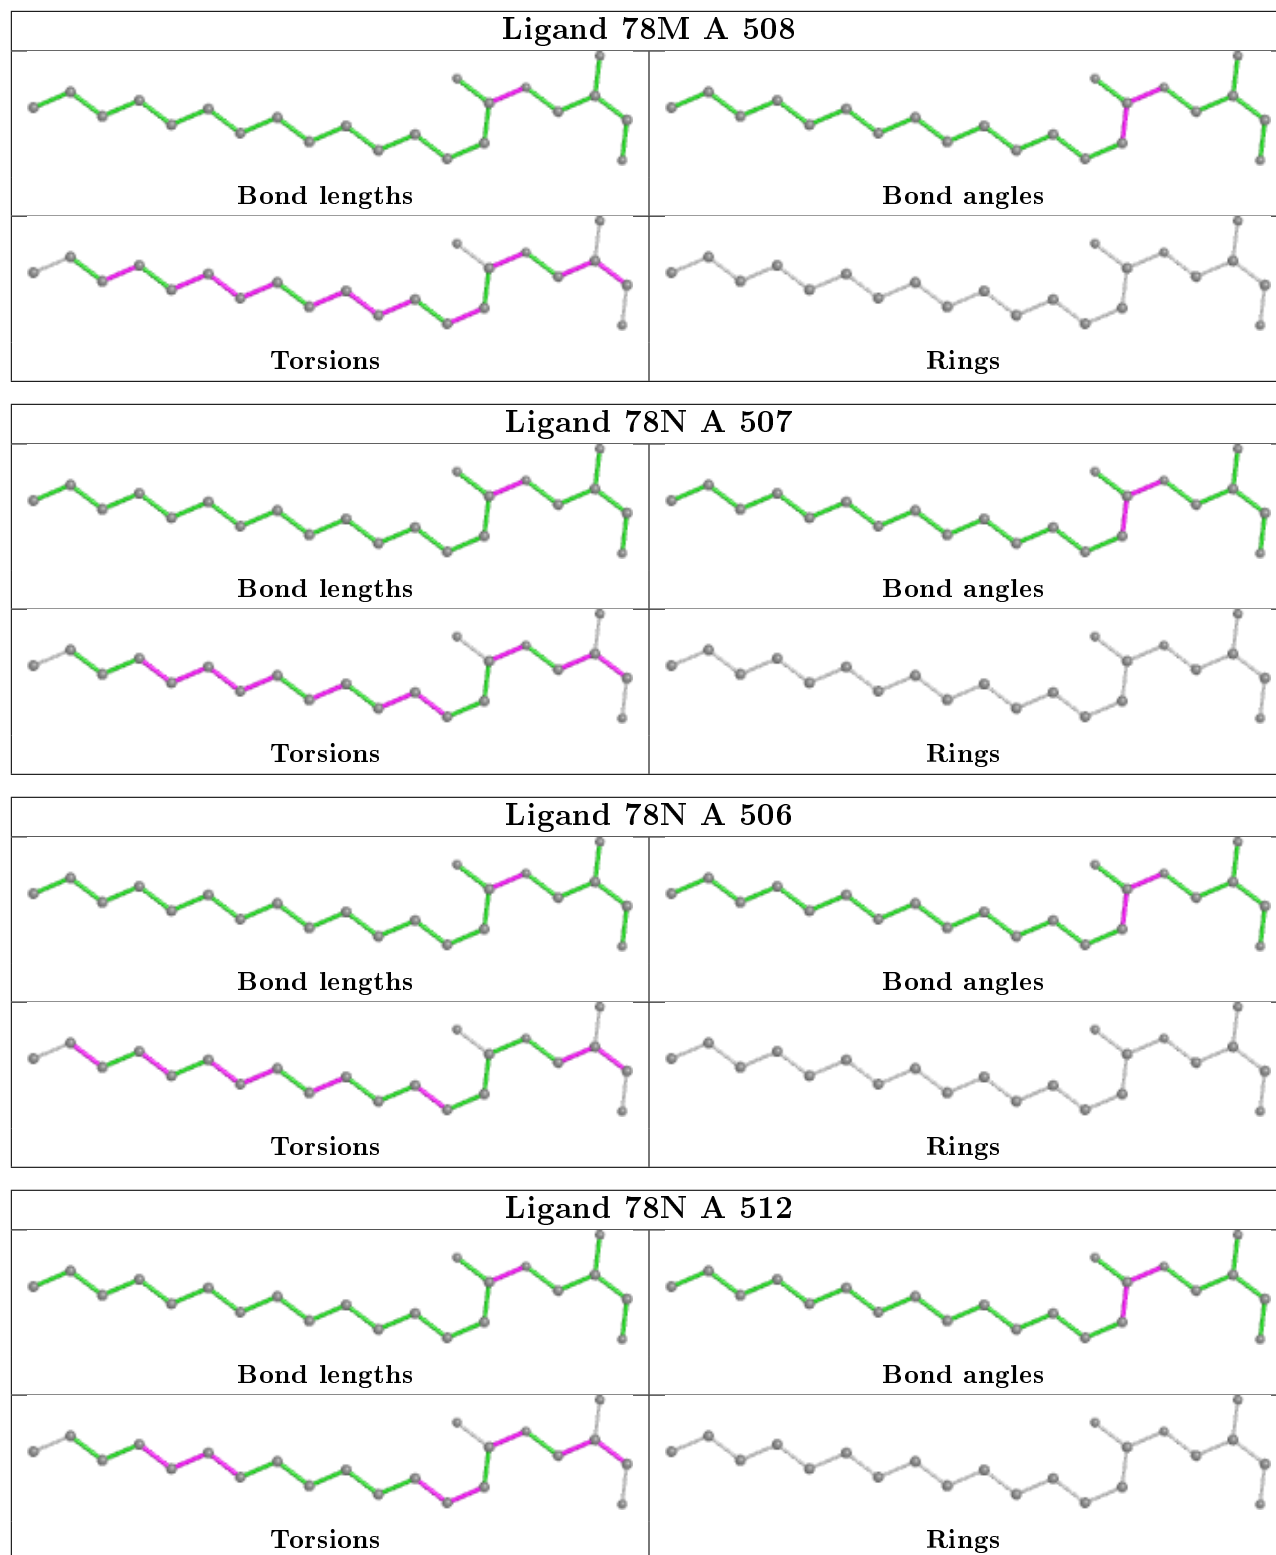 Ligand 78M A 508
Bond lengths
Bond angles
Torsions
Rings
Ligand 78N A 507
Bond lengths
Bond angles
Torsions
Rings
Ligand 78N A 506
Bond lengths
Bond angles
Torsions
Rings
Ligand 78N A 512
Bond lengths
Bond angles
Torsions
Rings